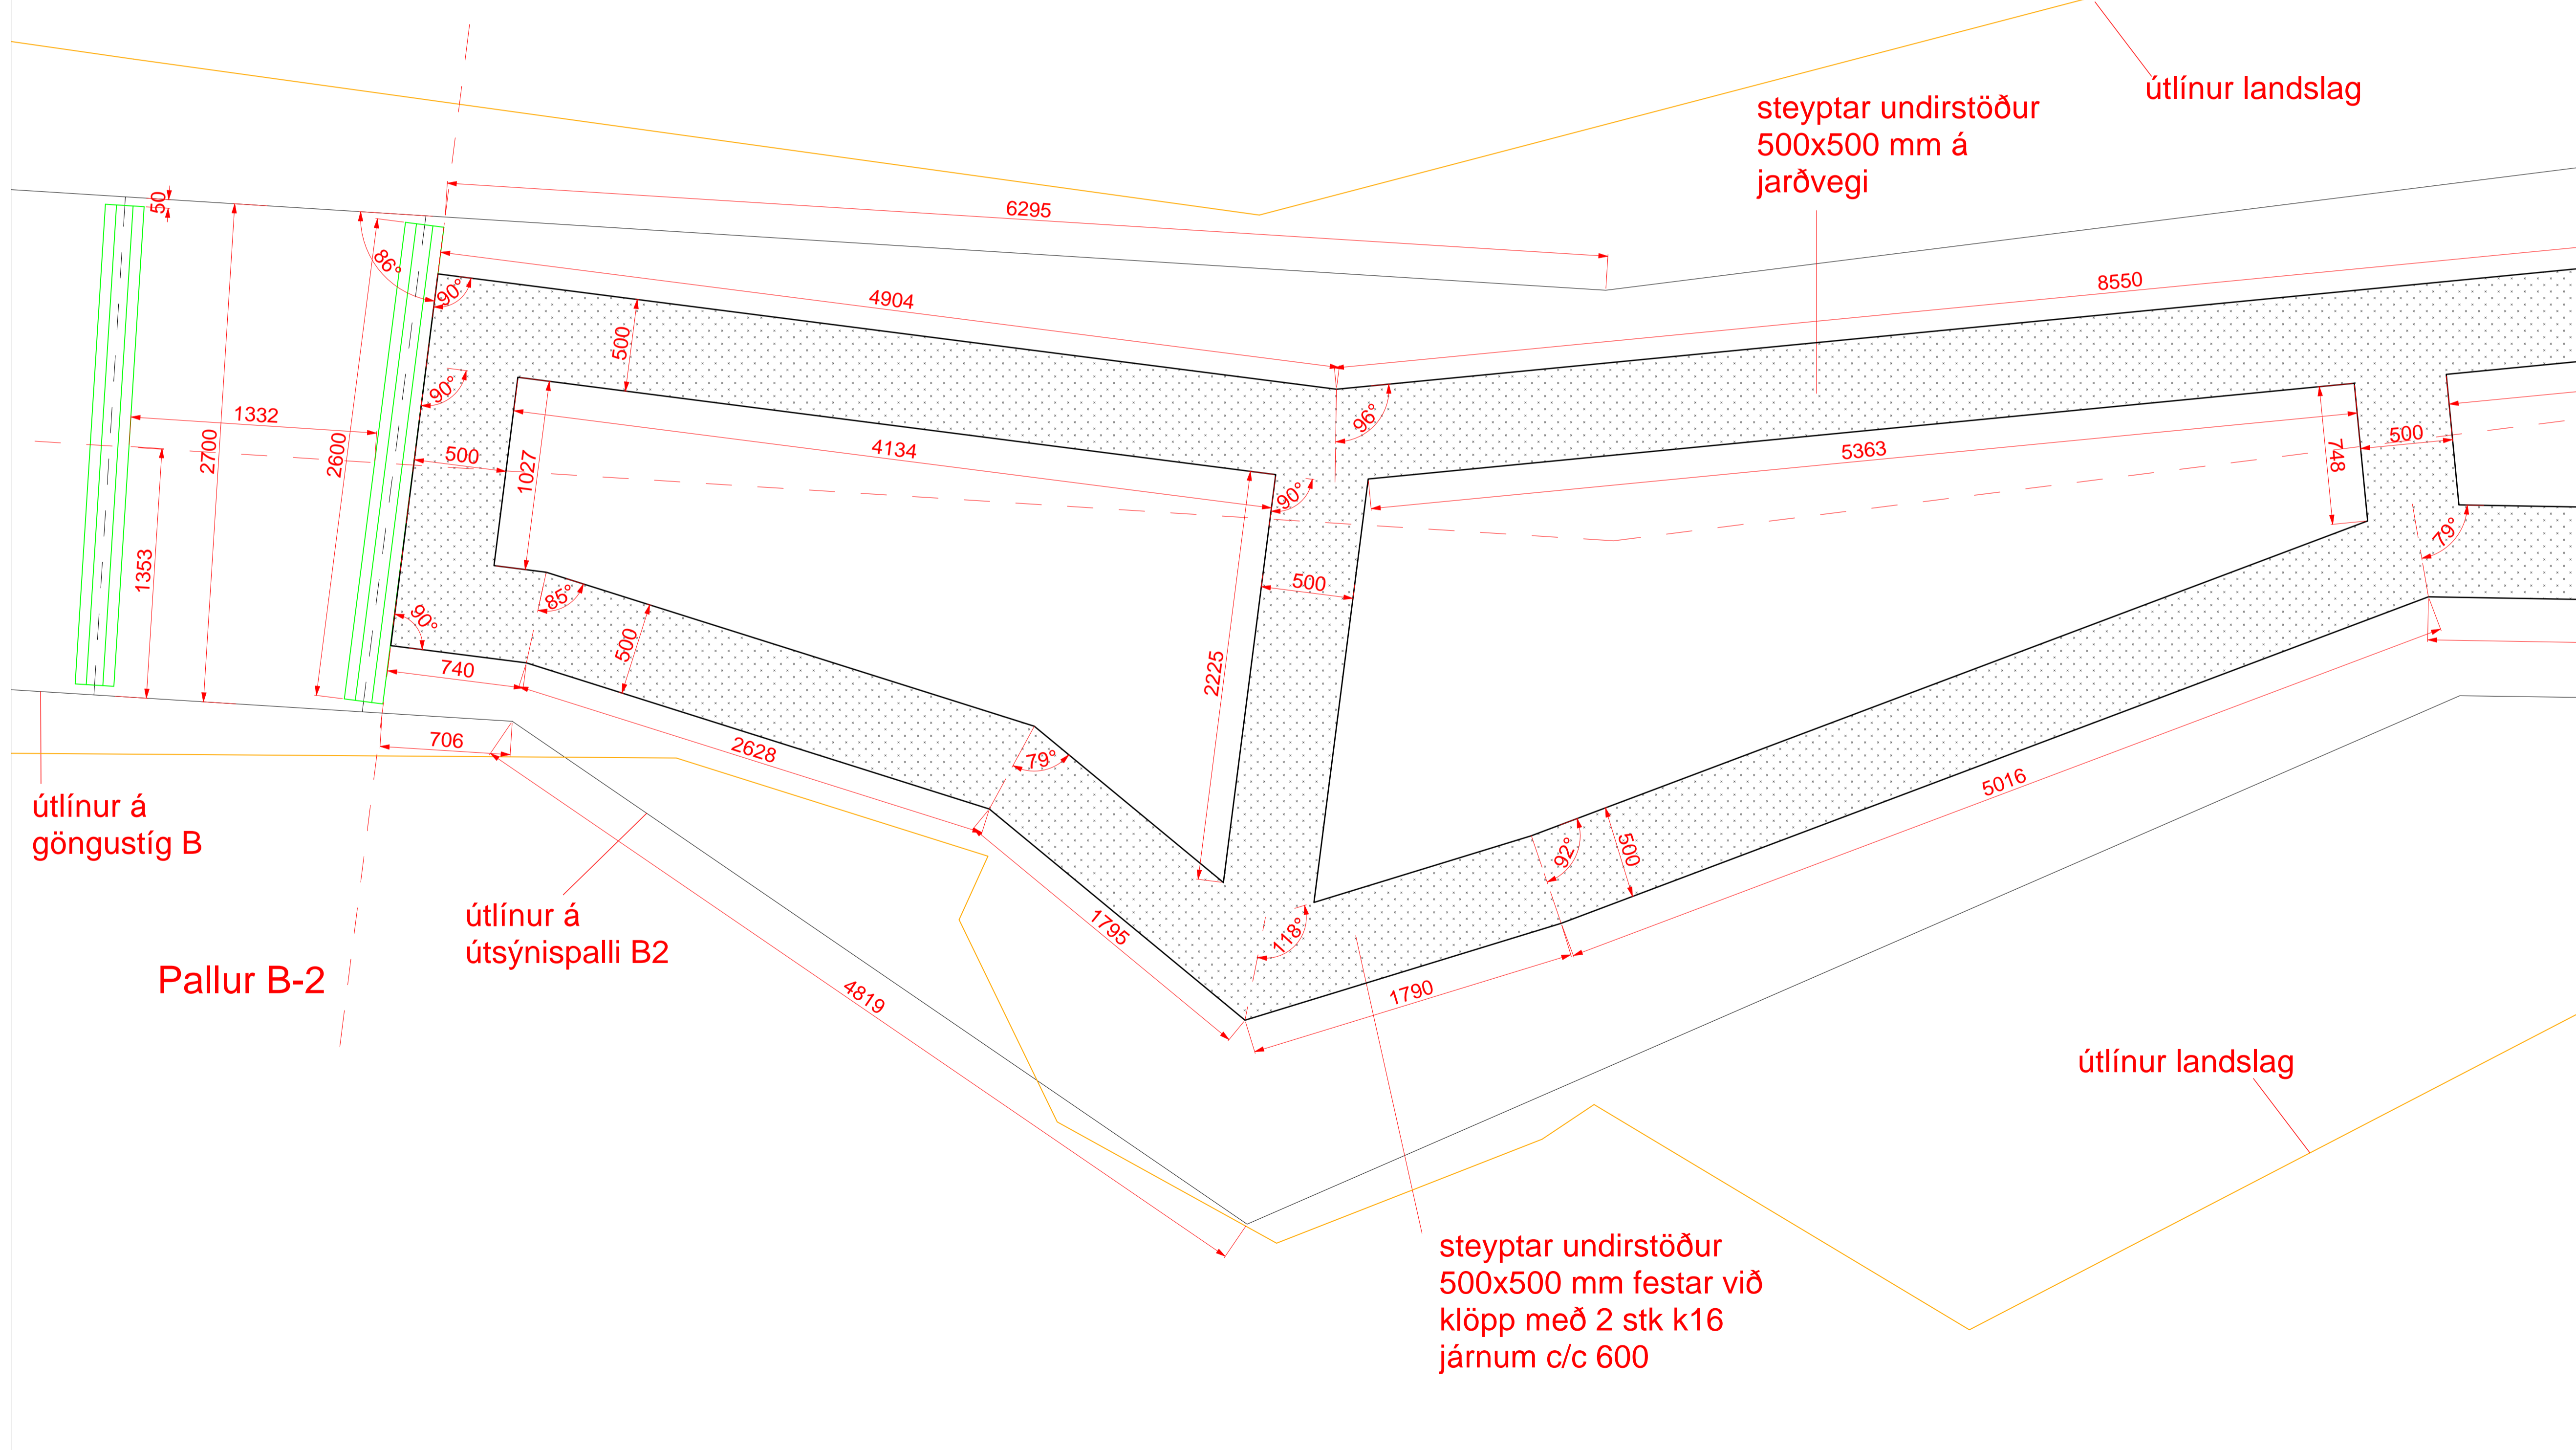 útlínur landslag
steyptar undirstöður
500x500 mm á
jarðvegi
50
6295
86°
90°
4904
8550
500
90°
1332
2700
2600
500
1027
4134
96°
5363
748
500
90°
79°
1353
500
85°
90°
500
2225
740
706
2628
79°
5016
92°
500
útlínur á
göngustíg B
útlínur á
útsýnispalli B2
1795
118°
Pallur B-2
4819
1790
útlínur landslag
steyptar undirstöður
500x500 mm festar við
klöpp með 2 stk k16
járnum c/c 600